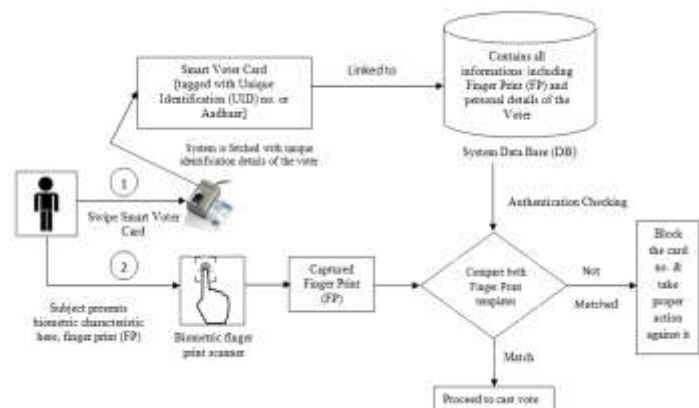 Smart Voter Card
[tagged with Unique
Identification (UID) no. or
Aadhaar]
Linked to
Contains all
informations including
Finger Print (FP) and
personal details of the
Voter
System is fetched with unique
identification details of the voter
System Data Base (DB)
1
Swipe Smart Voter
Card
Authentication Checking
2
Subject presents
biometric characteristic
here, finger print (FP)
Biometric finger
print scanner
Captured
Finger Print
(FP)
Compare both
Finger Print
templates
Not
Matched
Block
the card
no. &
take
proper
action
against it
Match
Proceed to cast vote